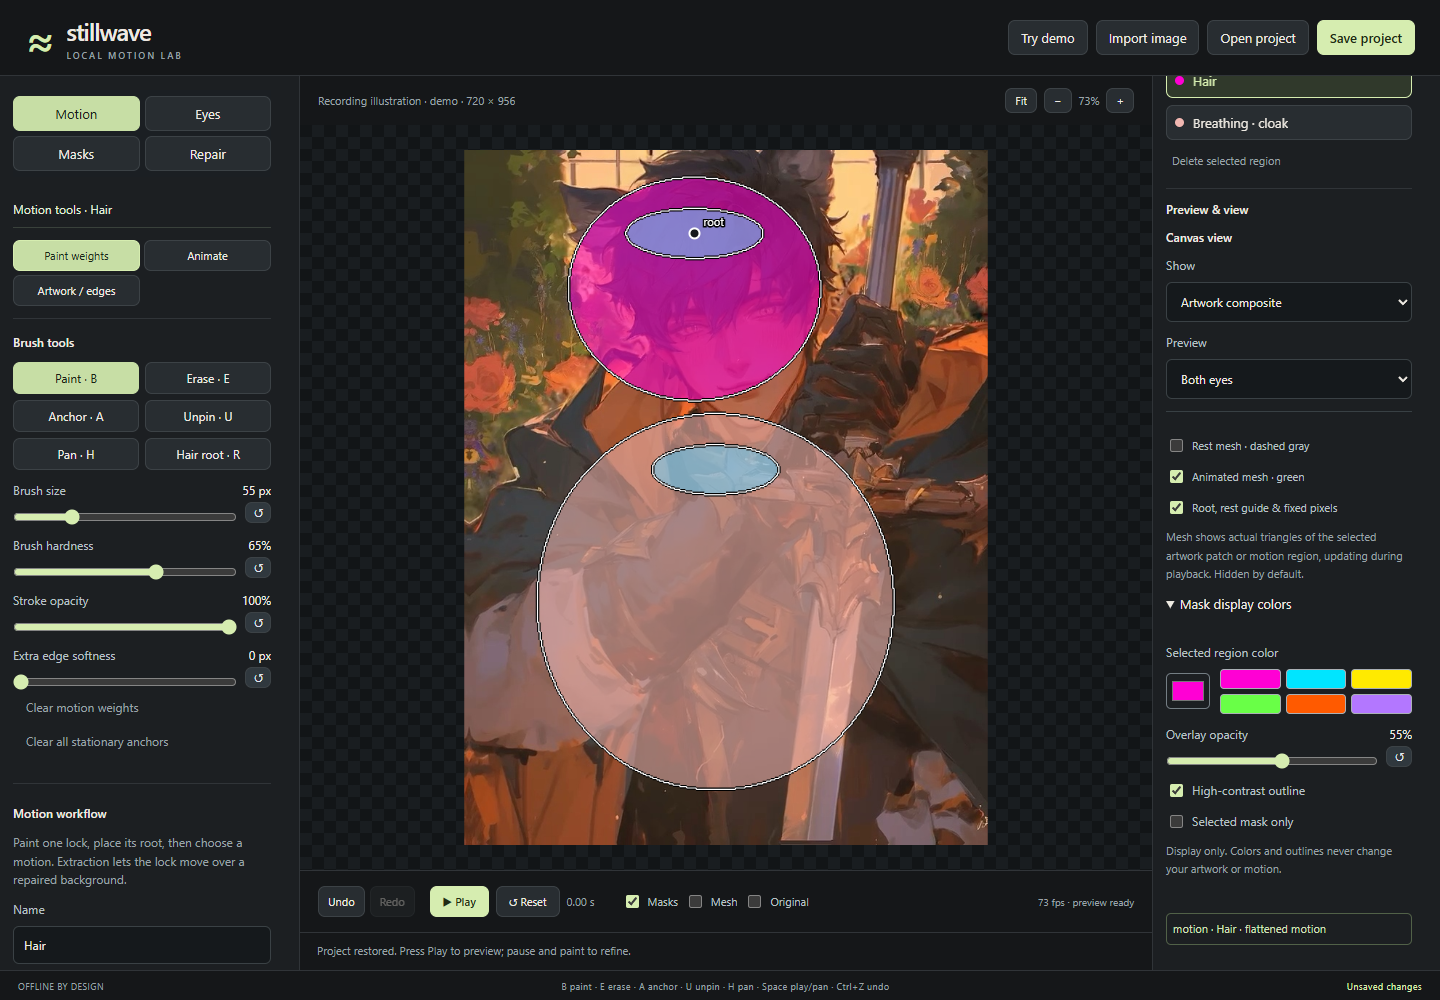 stillwave
LOCAL MOTION LAB
Try demo
Import image
Open project
Save project
Motion
Eyes
Masks
Repair
Motion tools · Hair
Paint weights
Animate
Artwork / edges
Brush tools
Paint · B
Erase · E
Anchor · A
Unpin · U
Pan · H
Hair root · R
Brush size
55 px
↺
Brush hardness
65%
↺
Stroke opacity
100%
↺
Extra edge softness
0 px
↺
Clear motion weights
Clear all stationary anchors
Motion workflow
Paint one lock, place its root, then choose a
motion. Extraction lets the lock move over a
repaired background.
Name
Hair
Recording illustration · demo · 720 × 956
Fit
−
73%
+
root
Undo
Redo
▶ Play
↺ Reset
0.00 s
Masks
Mesh
Original
73 fps · preview ready
Project restored. Press Play to preview; pause and paint to refine.
Hair
Breathing · cloak
Delete selected region
Preview & view
Canvas view
Show
Artwork composite
Preview
Both eyes
Rest mesh · dashed gray
Animated mesh · green
Root, rest guide & fixed pixels
Mesh shows actual triangles of the selected
artwork patch or motion region, updating during
playback. Hidden by default.
▼ Mask display colors
Selected region color
Overlay opacity
55%
↺
High-contrast outline
Selected mask only
Display only. Colors and outlines never change
your artwork or motion.
motion · Hair · flattened motion
OFFLINE BY DESIGN
B paint · E erase · A anchor · U unpin · H pan · Space play/pan · Ctrl+Z undo
Unsaved changes